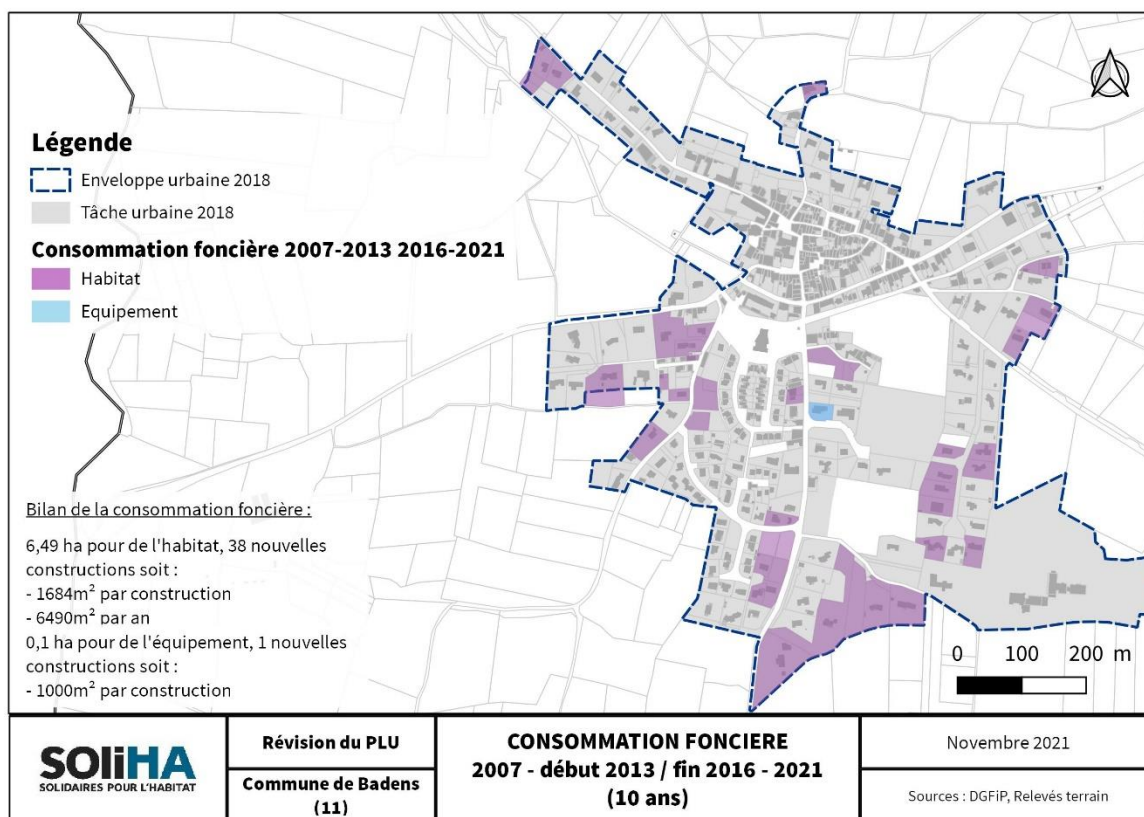 Légende
Enveloppe urbaine 2018
Tâche urbaine 2018
Consommation foncière 2007-2013 2016-2021
Habitat
Equipement
Bilan de la consommation foncière :
6,49 ha pour de l'habitat, 38 nouvelles
constructions soit :
- 1684m² par construction
- 6490m² par an
0,1 ha pour de l'équipement, 1 nouvelles
constructions soit :
- 1000m² par construction
0 100 200 m
SOLiHA
SOLIDAIRES POUR L'HABITAT
Révision du PLU
Commune de Badens
(11)
CONSOMMATION FONCIERE
2007 - début 2013 / fin 2016 - 2021
(10 ans)
Novembre 2021
Sources : DGFiP, Relevés terrain